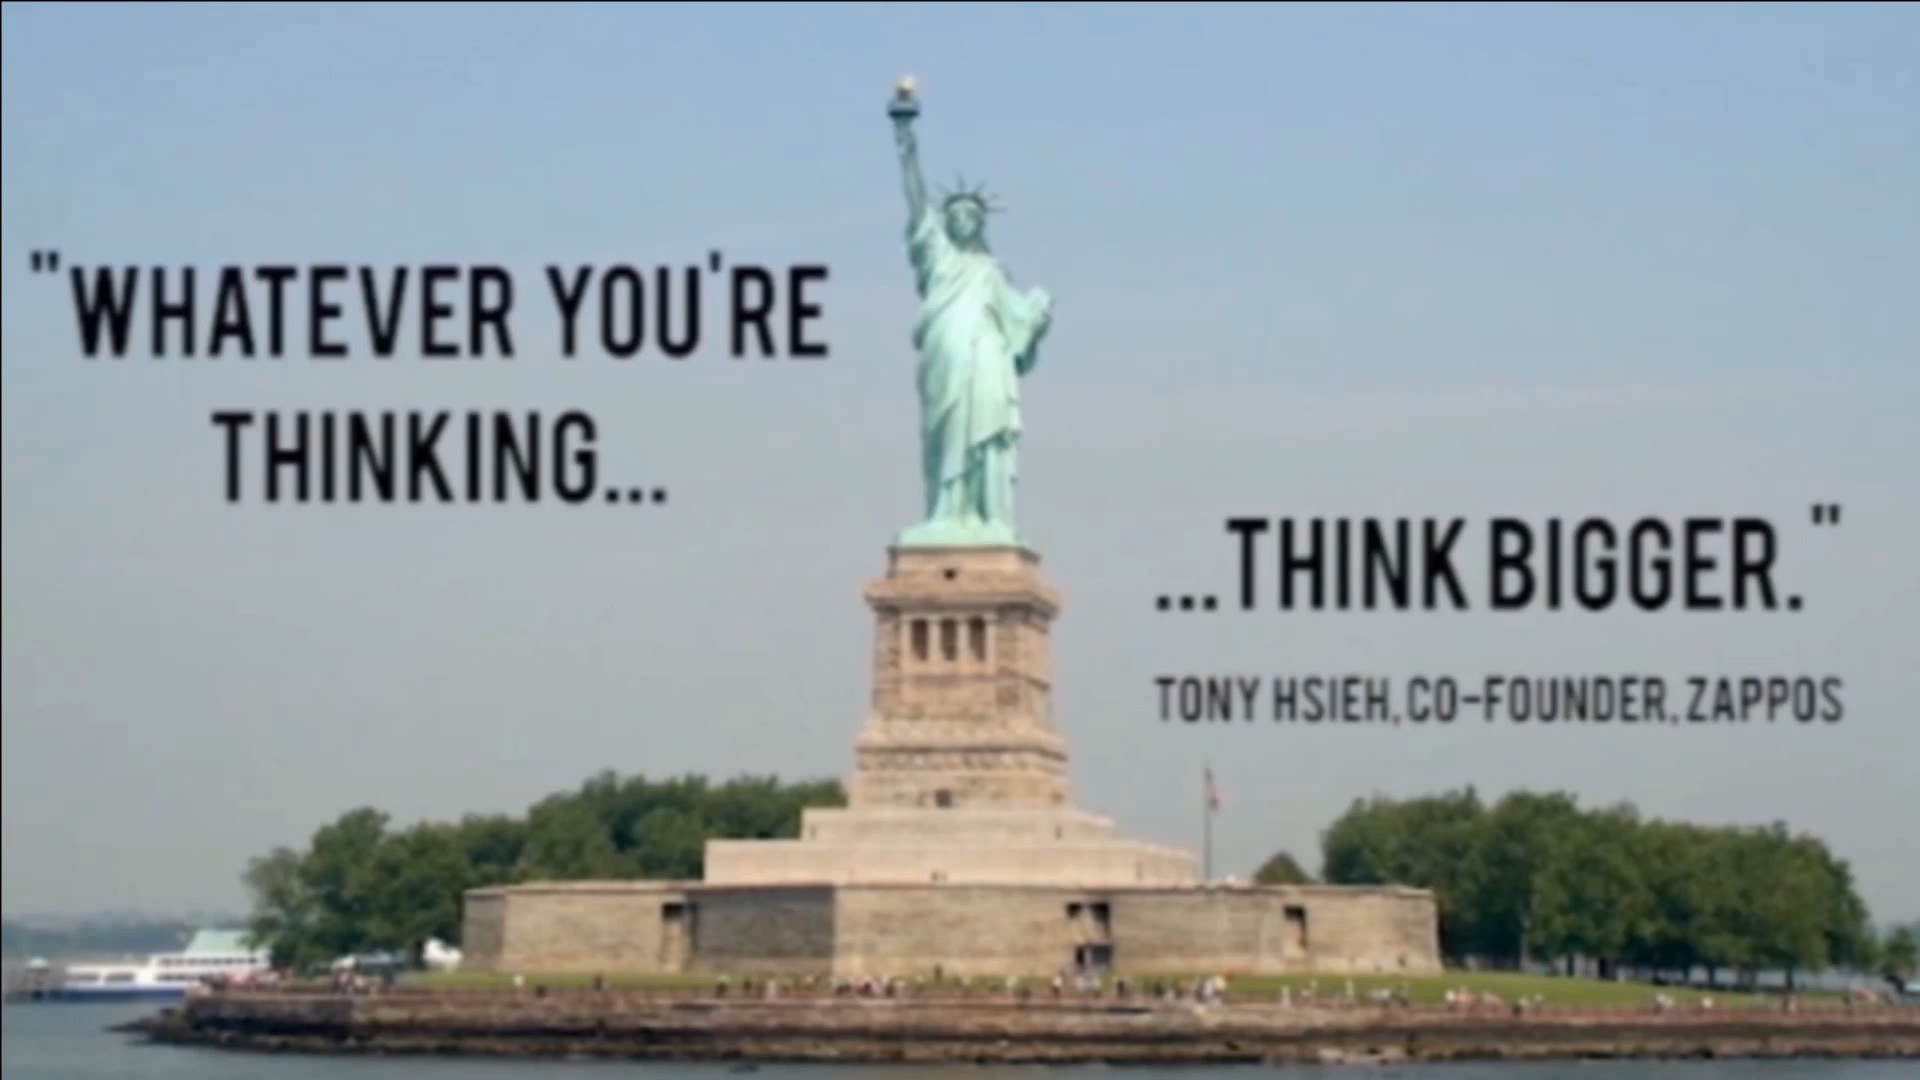 "WHATEVER YOU'RE
THINKING...
...THINK BIGGER."
TONY HSIEH, CO-FOUNDER, ZAPPOS